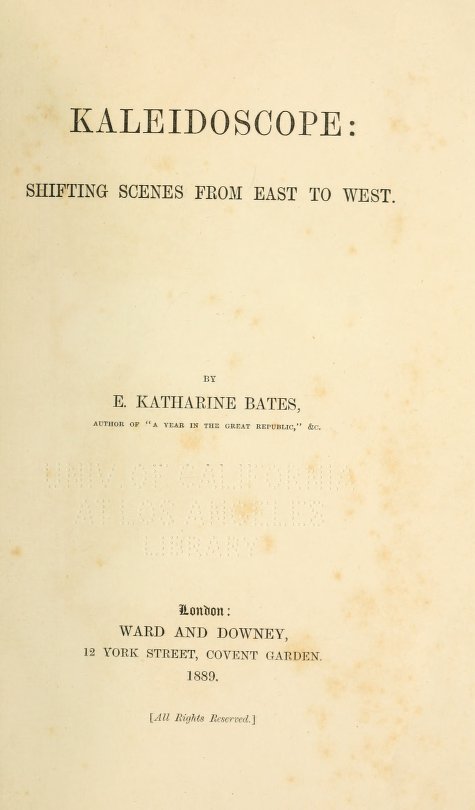 KALEIDOSCOPE:
SHIFTING SCENES FROM EAST TO WEST.
BY
E. KATHARINE BATES,
AUTHOR OF "A YEAR IN THE GREAT REPUBLIC," &C.
UNIV. OF CALIFORNIA
AT LOS ANGELES
LIBRARY
London:
WARD AND DOWNEY,
12 YORK STREET, COVENT GARDEN.
1889.
[All Rights Reserved.]